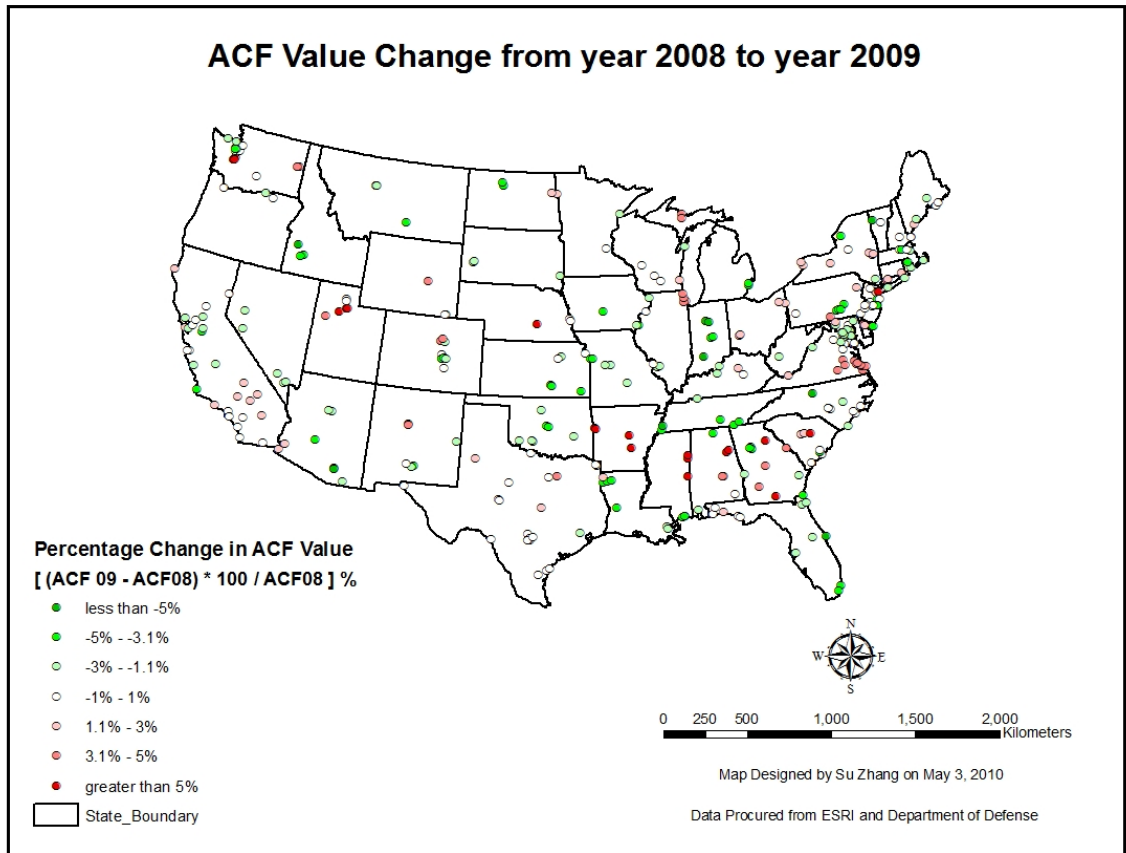 ACF Value Change from year 2008 to year 2009
Percentage Change in ACF Value
[ (ACF 09 - ACF08) * 100 / ACF08 ] %
less than -5%
-5% - -3.1%
-3% - -1.1%
-1% - 1%
1.1% - 3%
3.1% - 5%
greater than 5%
State_Boundary
N
W E
S
0 250 500 1,000 1,500 2,000
Kilometers
Map Designed by Su Zhang on May 3, 2010
Data Procured from ESRI and Department of Defense